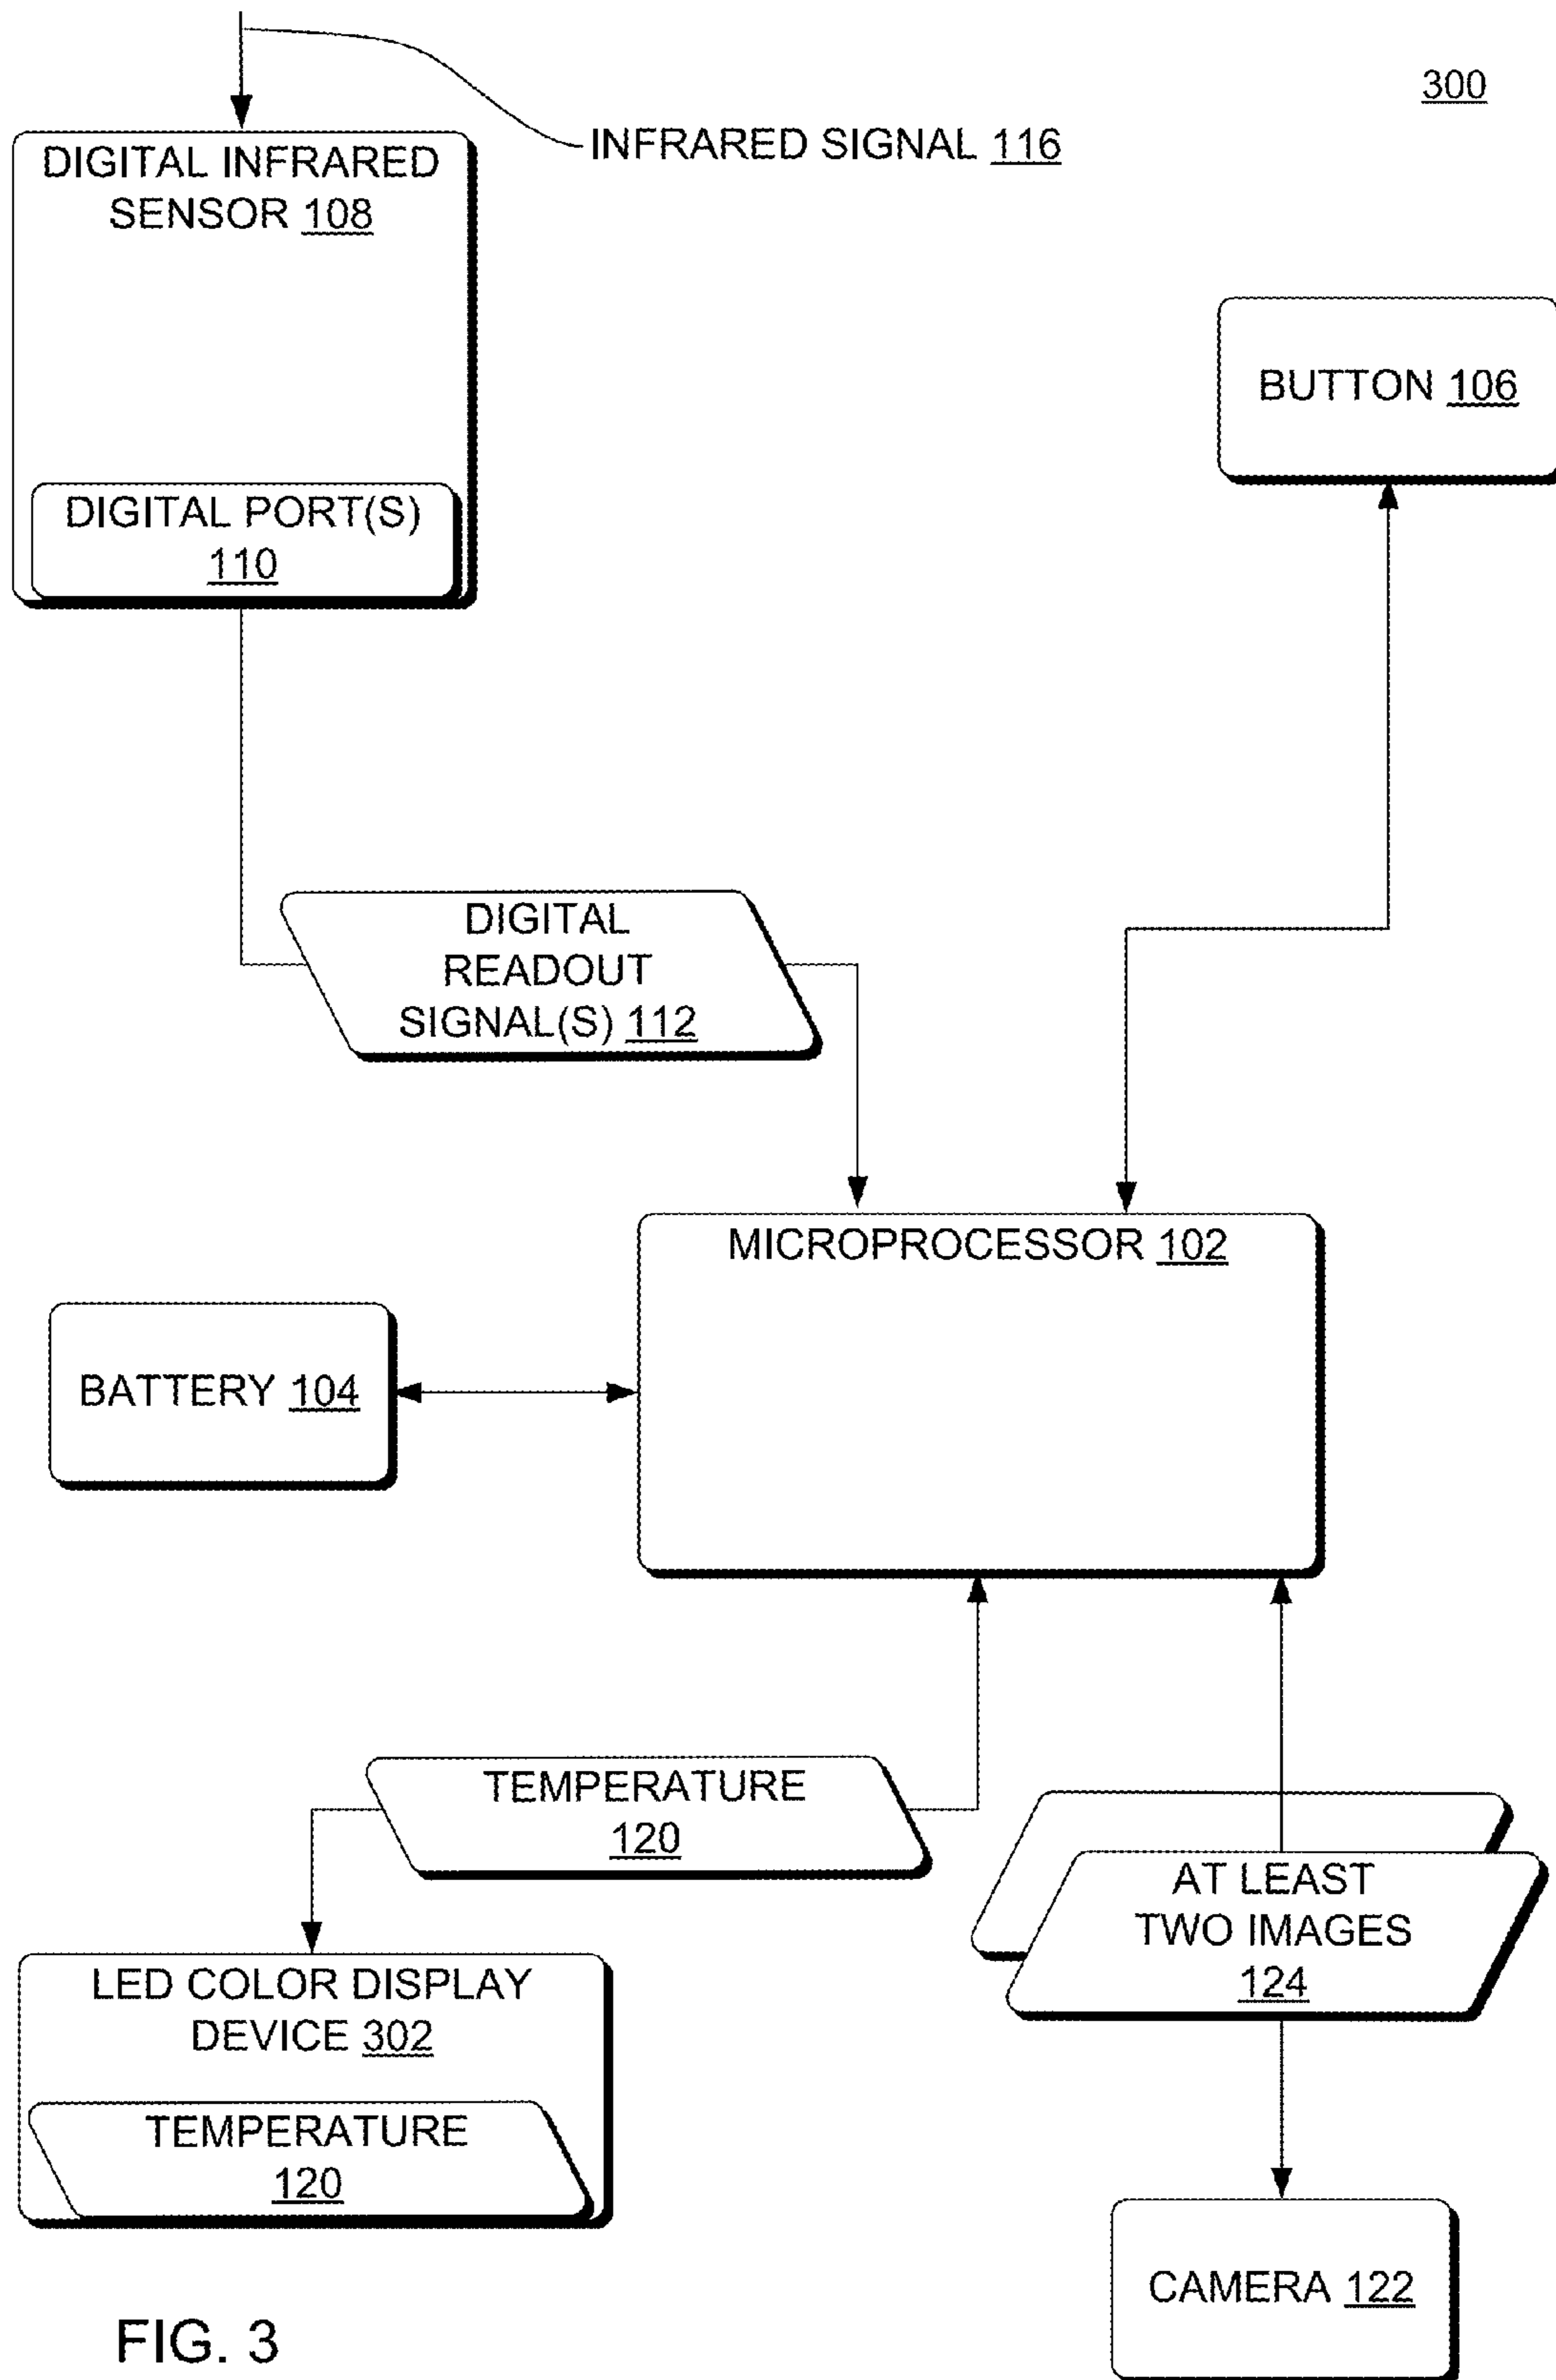 300
INFRARED SIGNAL 116
DIGITAL INFRARED
SENSOR 108
BUTTON 106
DIGITAL PORT(S)
110
DIGITAL
READOUT
SIGNAL(S) 112
MICROPROCESSOR 102
BATTERY 104
TEMPERATURE
120
AT LEAST
TWO IMAGES
124
LED COLOR DISPLAY
DEVICE 302
TEMPERATURE
120
CAMERA 122
FIG. 3